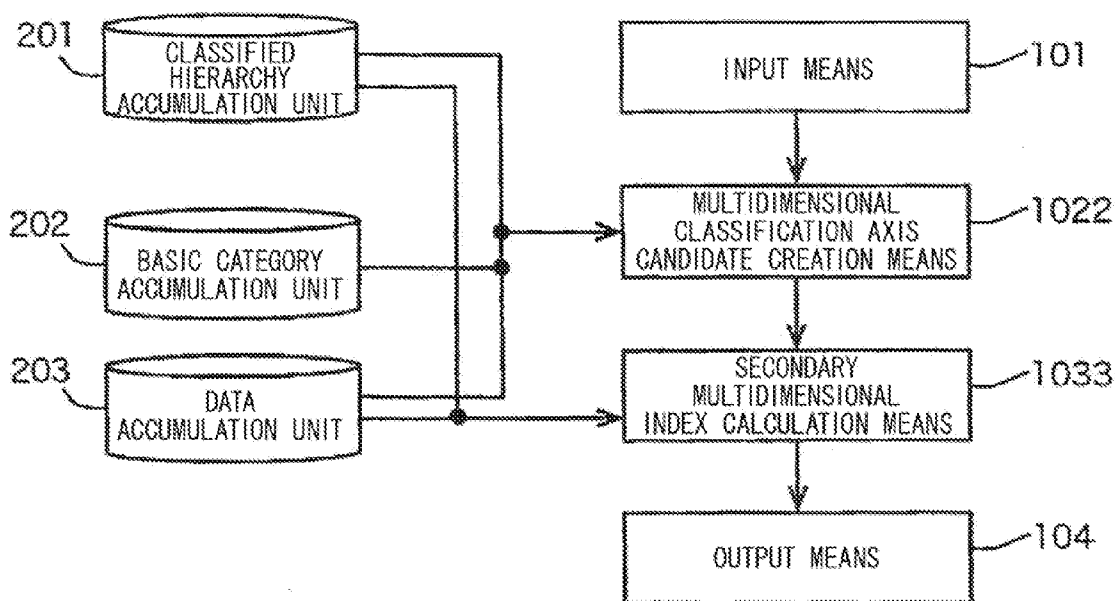 201
CLASSIFIED
HIERARCHY
ACCUMULATION UNIT
INPUT MEANS
101
202
BASIC CATEGORY
ACCUMULATION UNIT
MULTIDIMENSIONAL
CLASSIFICATION AXIS
CANDIDATE CREATION MEANS
1022
203
DATA
ACCUMULATION UNIT
SECONDARY
MULTIDIMENSIONAL
INDEX CALCULATION MEANS
1033
OUTPUT MEANS
104